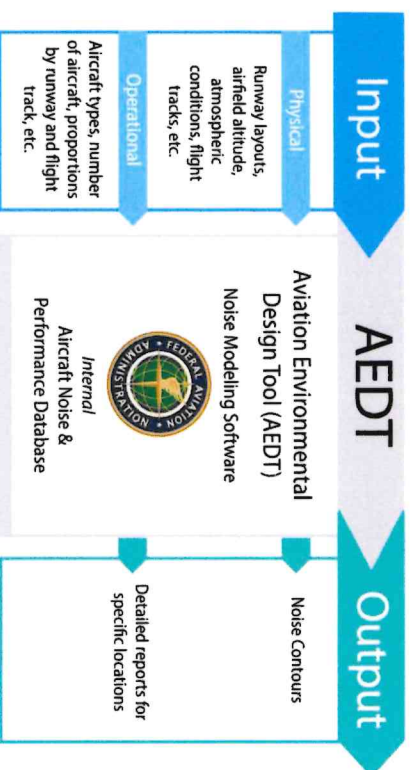 Input
Physical
Runway layouts,
airfield altitude,
atmospheric
conditions, flight
tracks, etc.
Operational
Aircraft types, number
of aircraft, proportions
by runway and flight
track, etc.
AEDT
Aviation Environmental
Design Tool (AEDT)
Noise Modeling Software
FEDERAL AVIATION
ADMINISTRATION
Internal
Aircraft Noise &
Performance Database
Output
Noise Contours
Detailed reports for
specific locations